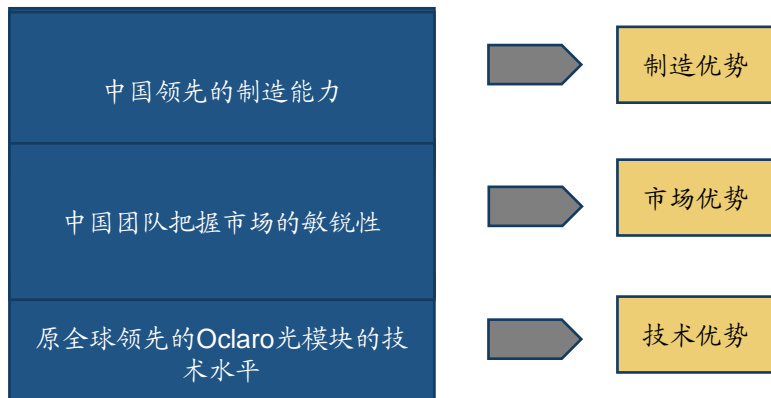 中国领先的制造能力
制造优势
中国团队把握市场的敏锐性
市场优势
原全球领先的Oclaro光模块的技
术水平
技术优势